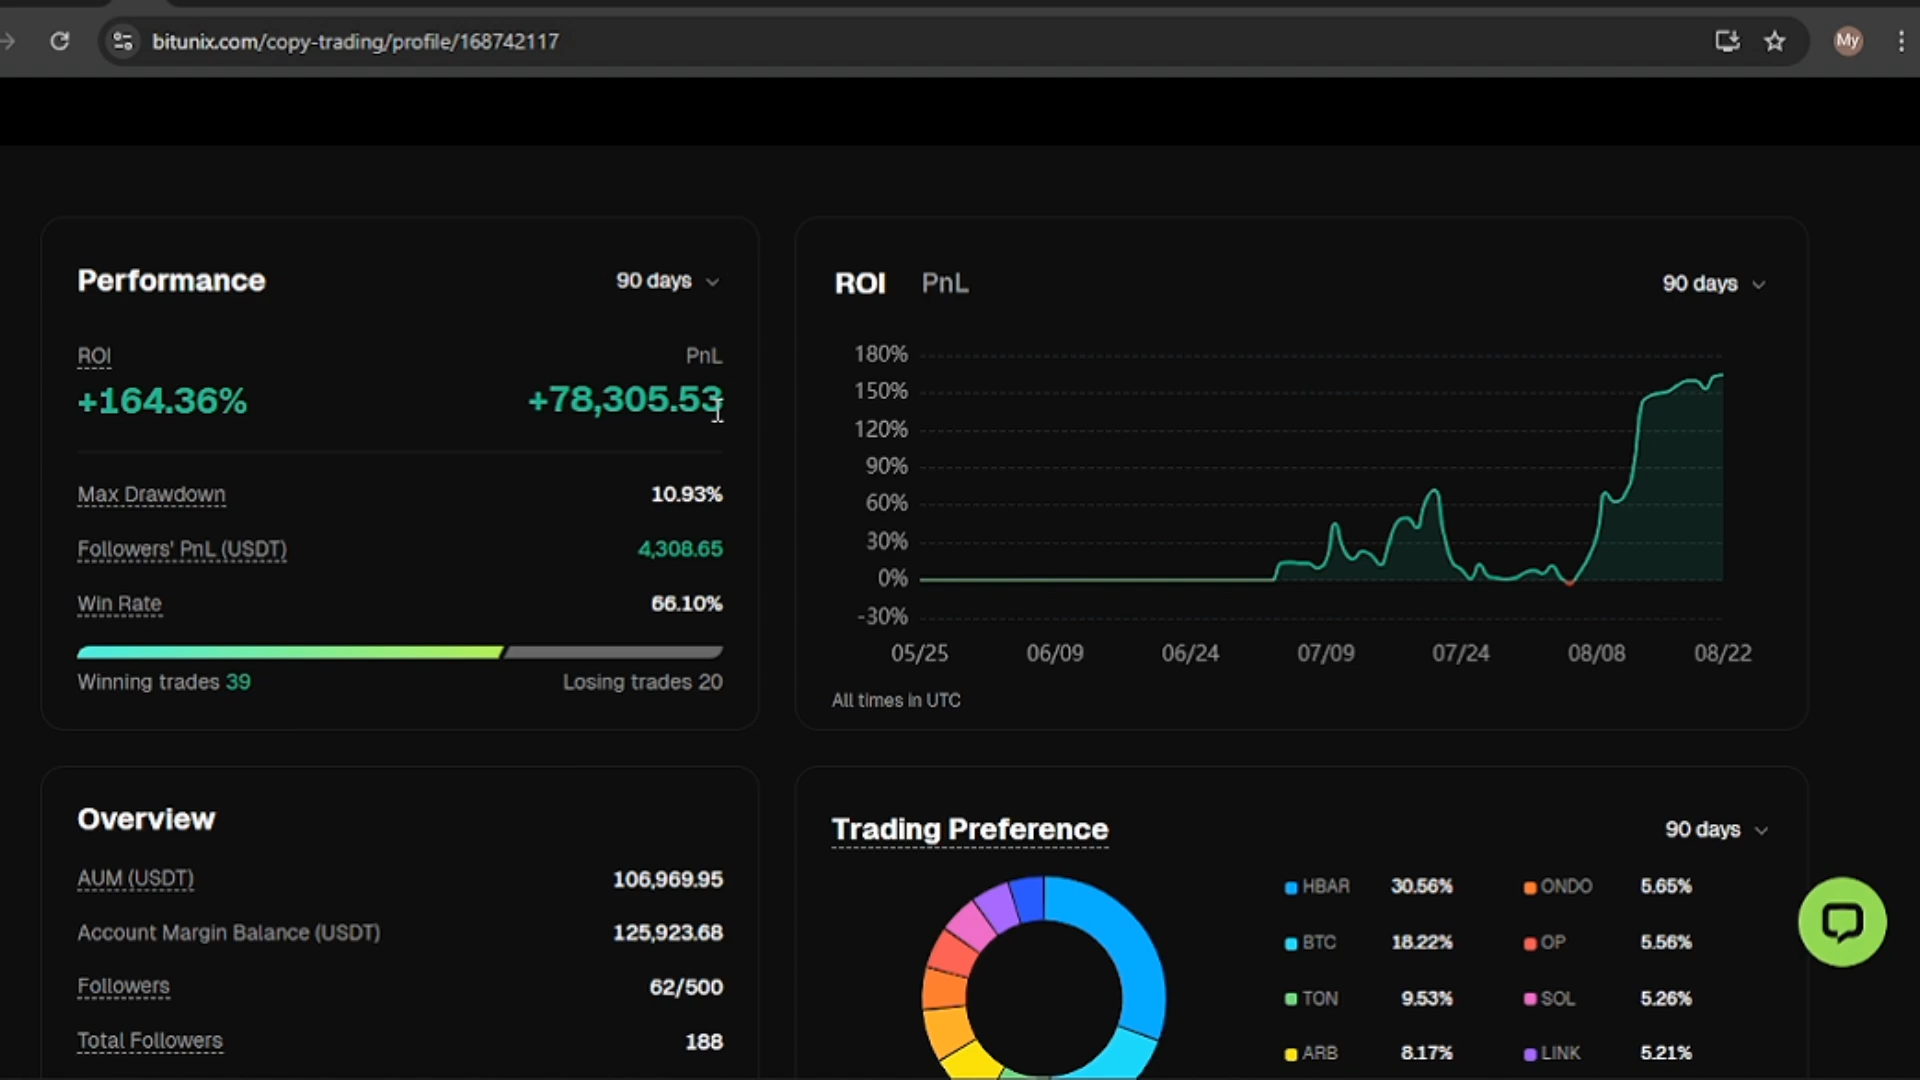 bitunix.com/copy-trading/profile/168742117
My
Performance
90 days
ROI
PnL
+164.36%
+78,305.53
Max Drawdown
10.93%
Followers' PnL (USDT)
4,308.65
Win Rate
66.10%
Winning trades 39
Losing trades 20
ROI
PnL
90 days
180%
150%
120%
90%
60%
30%
0%
-30%
05/25
06/09
06/24
07/09
07/24
08/08
08/22
All times in UTC
Overview
AUM (USDT)
106,969.95
Account Margin Balance (USDT)
125,923.68
Followers
62/500
Total Followers
188
Trading Preference
90 days
HBAR 30.56%
ONDO 5.65%
BTC 18.22%
OP 5.56%
TON 9.53%
SOL 5.26%
ARB 8.17%
LINK 5.21%